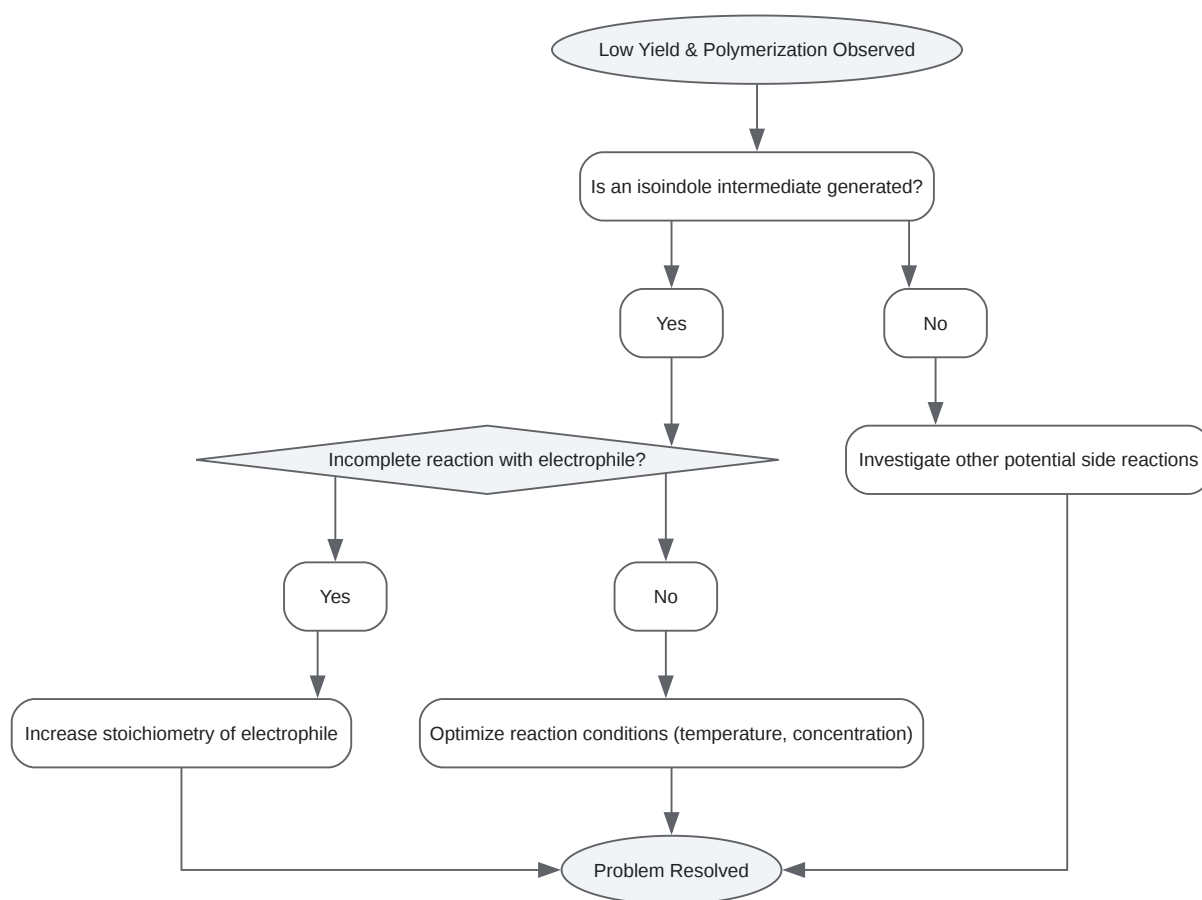 Low Yield & Polymerization Observed
Is an isoindole intermediate generated?
Yes
No
Incomplete reaction with electrophile?
Investigate other potential side reactions
Yes
No
Increase stoichiometry of electrophile
Optimize reaction conditions (temperature, concentration)
Problem Resolved